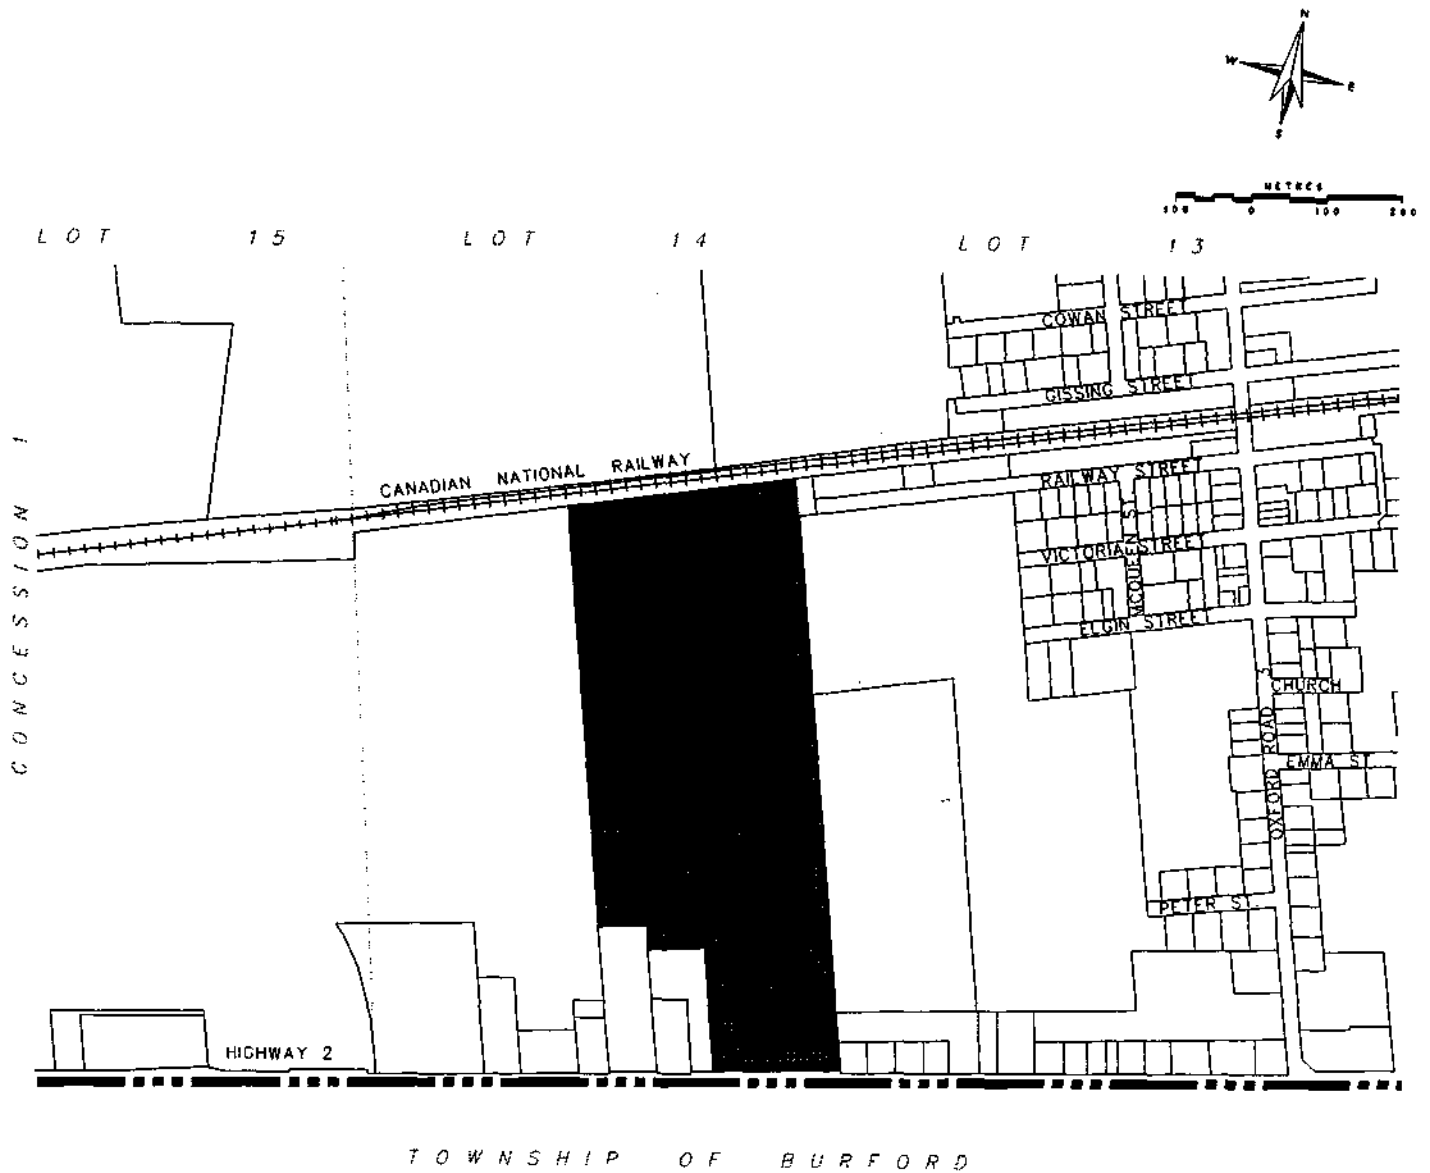 N
W E
S
METRES
100 0 100 200
LOT 15 LOT 14 LOT 13
COWAN STREET
GISSING STREET
CANADIAN NATIONAL RAILWAY
RAILWAY STREET
CONCESSION 1
MCQUEEN ST
VICTORIA STREET
ELGIN STREET
CHURCH
OXFORD ROAD 3
EMMA ST
PETER ST.
HIGHWAY 2
TOWNSHIP OF BURFORD